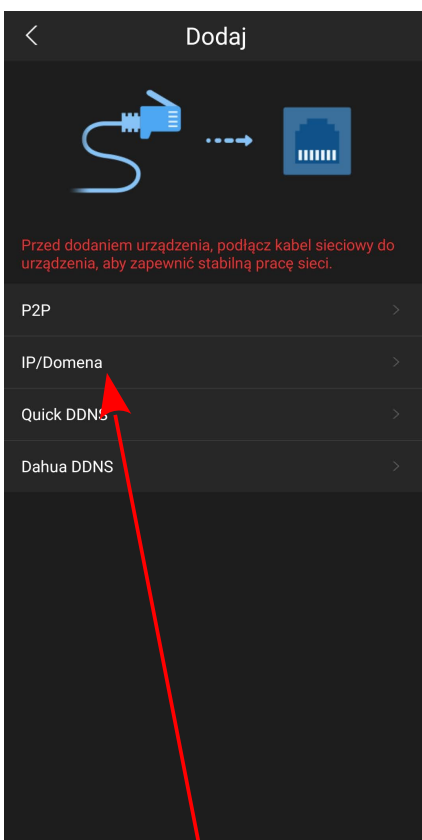 Dodaj
Przed dodaniem urządzenia, podłącz kabel sieciowy do
urządzenia, aby zapewnić stabilną pracę sieci.
P2P
IP/Domena
Quick DDNS
Dahua DDNS